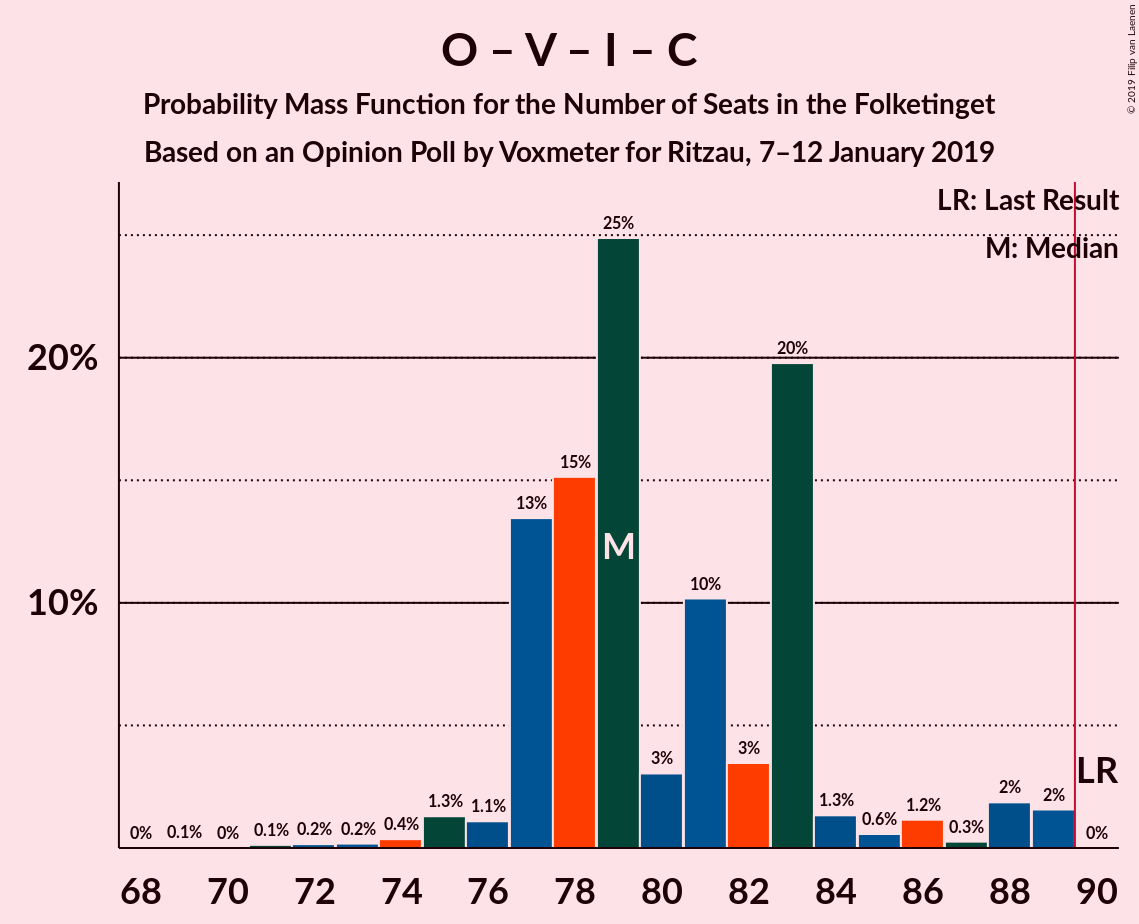 O – V – I – C
Probability Mass Function for the Number of Seats in the Folketinget
Based on an Opinion Poll by Voxmeter for Ritzau, 7–12 January 2019
© 2019 Filip van Laenen
LR: Last Result
M: Median
20%
10%
0%
0.1%
0%
0.1%
0.2%
0.2%
0.4%
1.3%
1.1%
13%
15%
25%
3%
10%
3%
20%
1.3%
0.6%
1.2%
0.3%
2%
2%
0%
M
LR
68 70 72 74 76 78 80 82 84 86 88 90